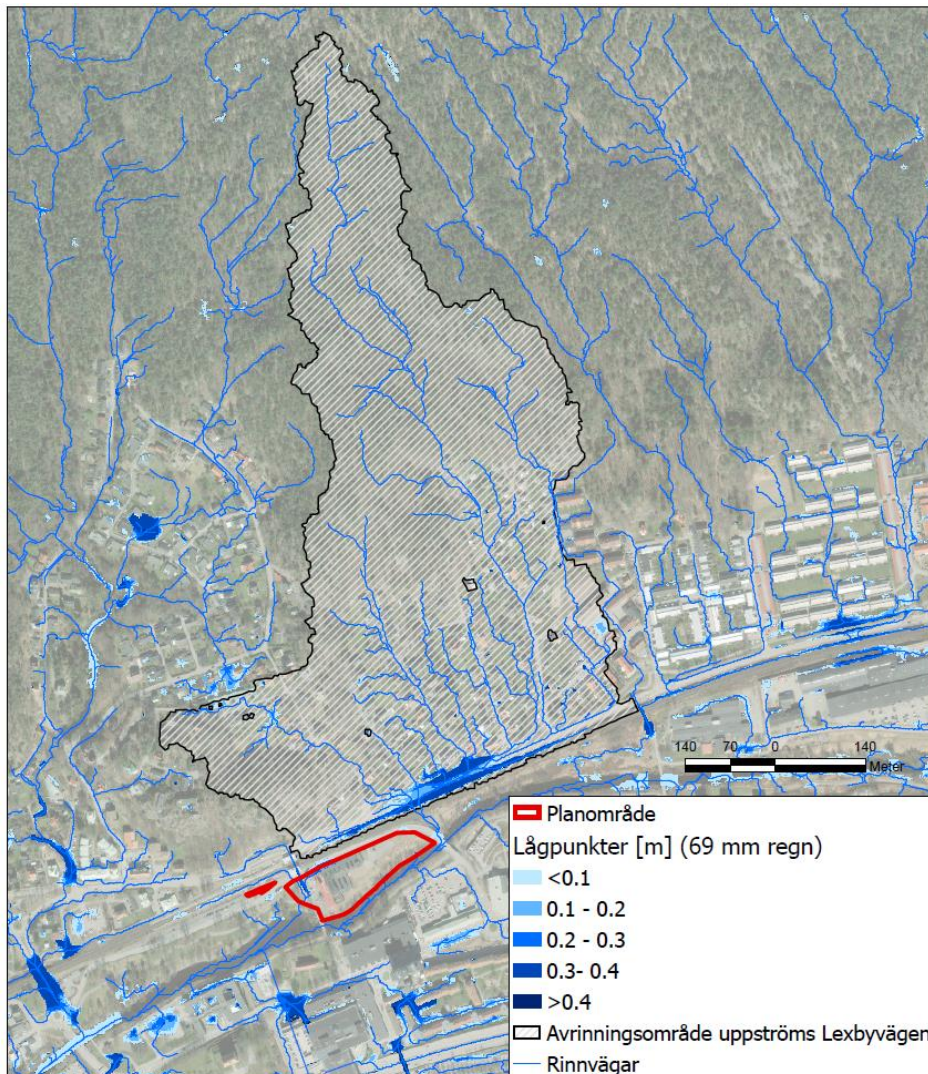 140 70 0 140
Meter
Planområde
Lågpunkter [m] (69 mm regn)
<0.1
0.1 - 0.2
0.2 - 0.3
0.3- 0.4
>0.4
Avrinningsområde uppströms Lexbyvägen
Rinnvägar